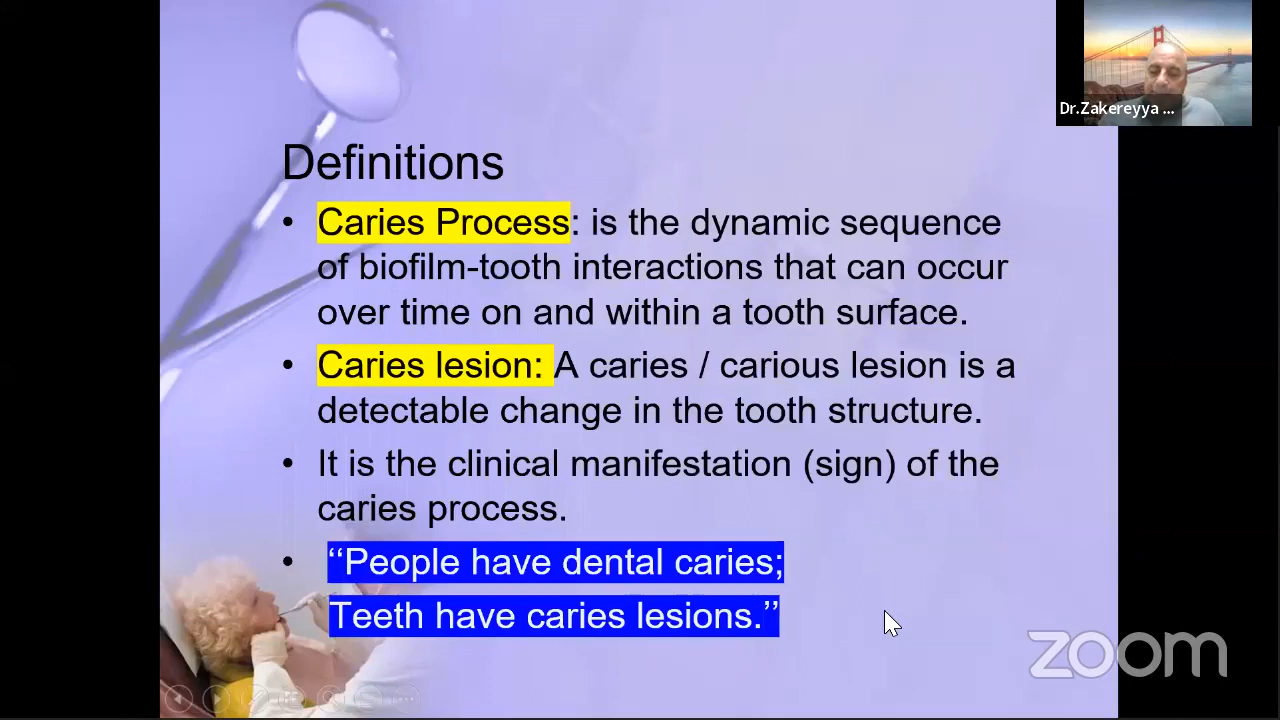 Dr.Zakereyya ...
Definitions
• Caries Process: is the dynamic sequence
of biofilm-tooth interactions that can occur
over time on and within a tooth surface.
• Caries lesion: A caries / carious lesion is a
detectable change in the tooth structure.
• It is the clinical manifestation (sign) of the
caries process.
• ‘‘People have dental caries;
Teeth have caries lesions.’’
zoom